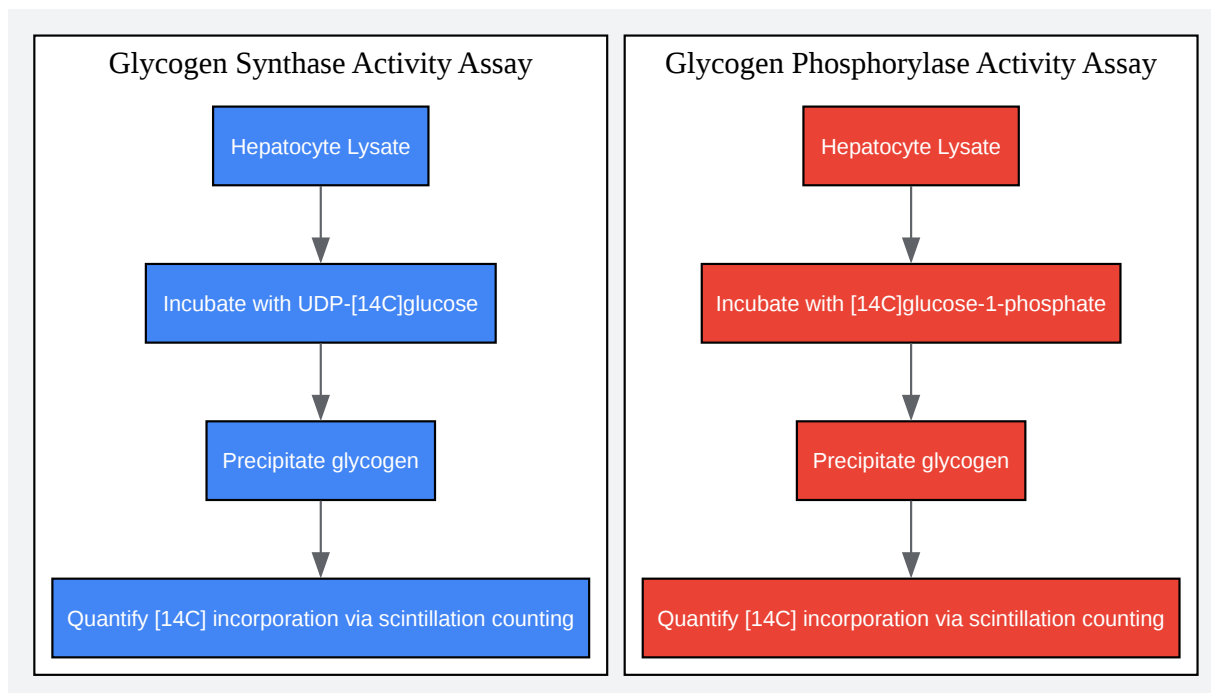 Glycogen Synthase Activity Assay
Hepatocyte Lysate
Incubate with UDP-[14C]glucose
Precipitate glycogen
Quantify [14C] incorporation via scintillation counting
Glycogen Phosphorylase Activity Assay
Hepatocyte Lysate
Incubate with [14C]glucose-1-phosphate
Precipitate glycogen
Quantify [14C] incorporation via scintillation counting